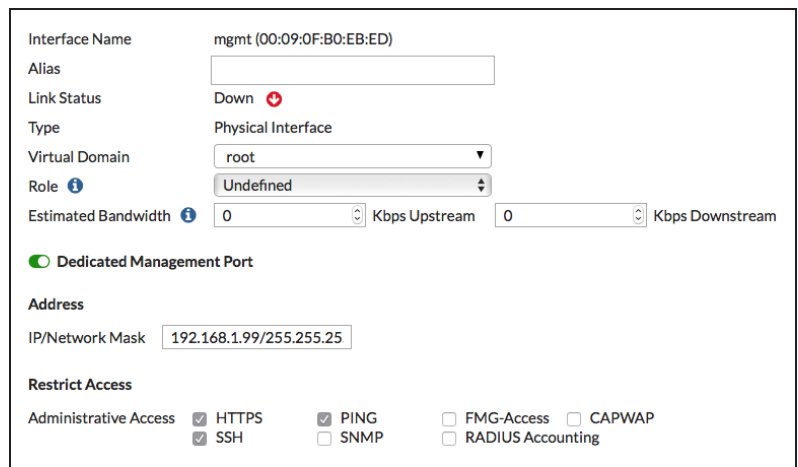 Interface Name mgmt (00:09:0F:B0:EB:ED)
Alias
Link Status Down
Type Physical Interface
Virtual Domain root
Role Undefined
Estimated Bandwidth 0 Kbps Upstream 0 Kbps Downstream
Dedicated Management Port
Address
IP/Network Mask 192.168.1.99/255.255.25
Restrict Access
Administrative Access HTTPS PING FMG-Access CAPWAP
SSH SNMP RADIUS Accounting